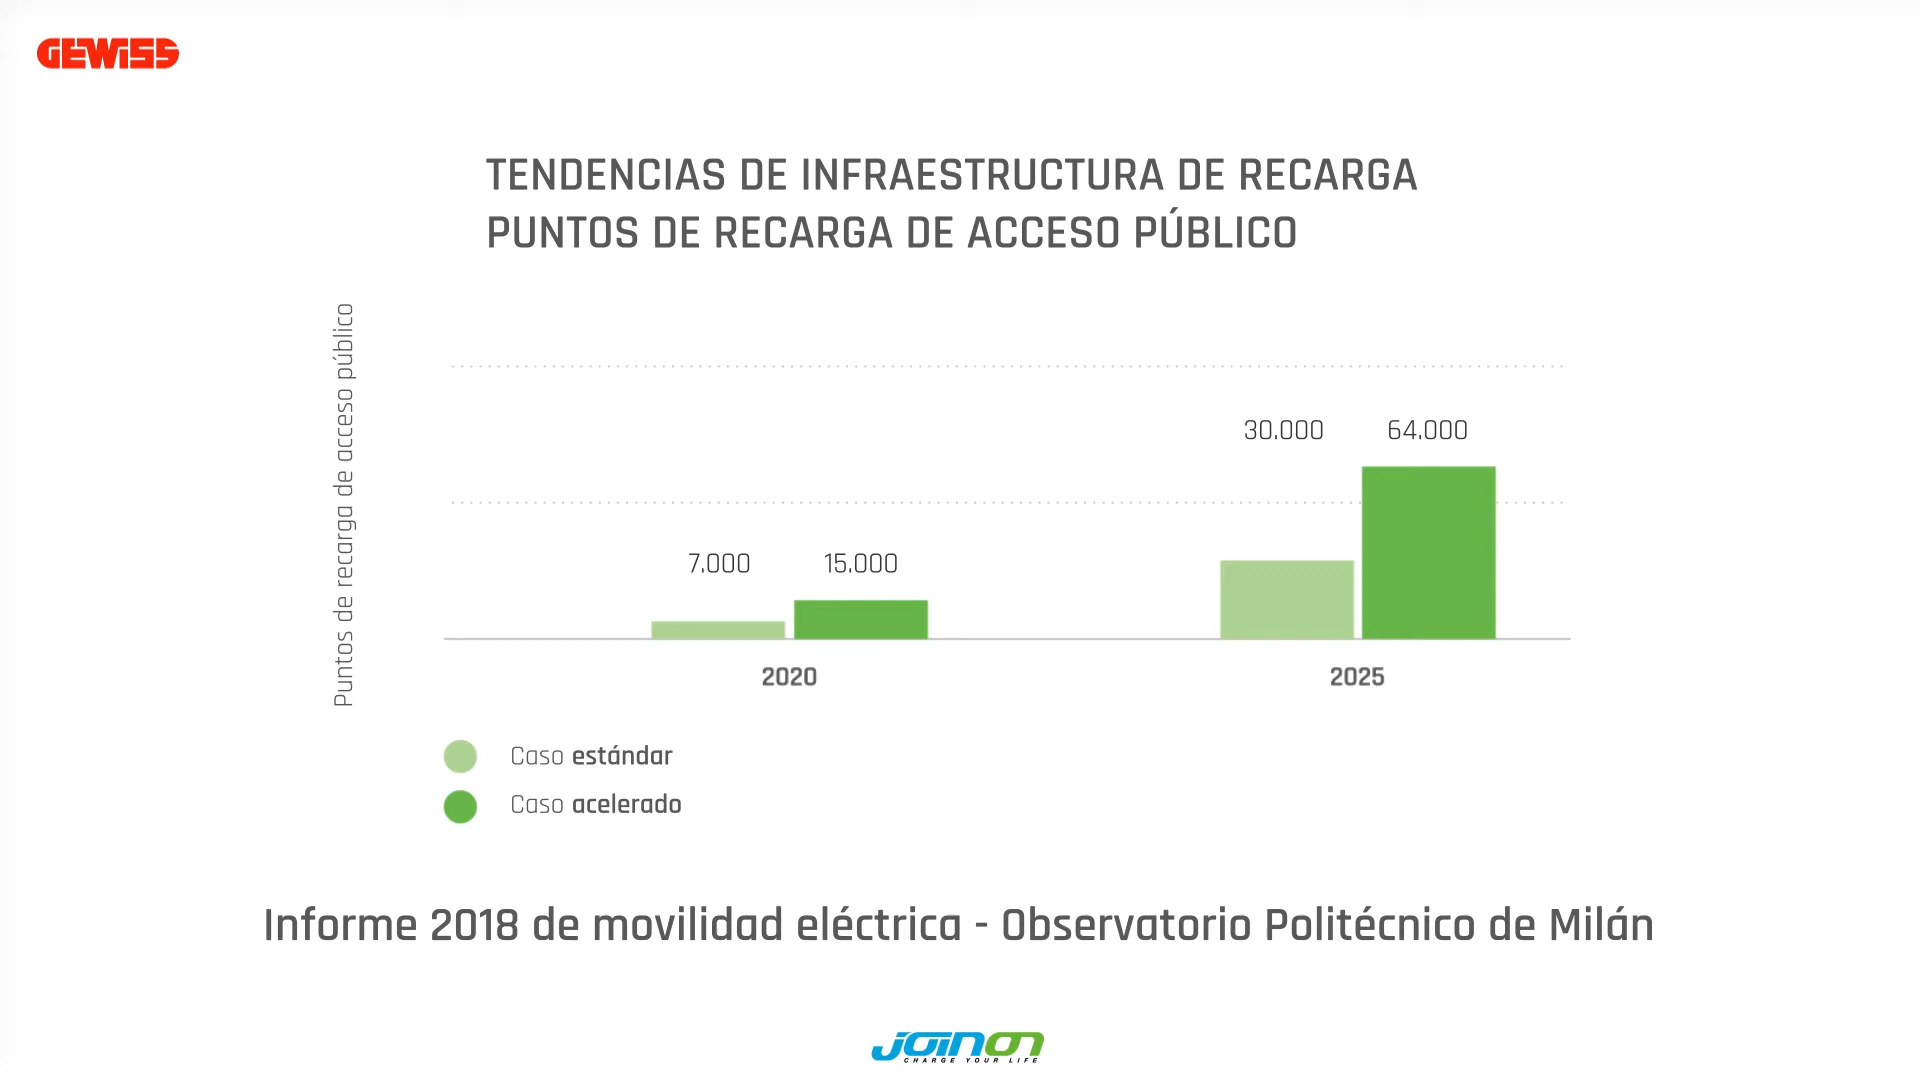 GEWISS
TENDENCIAS DE INFRAESTRUCTURA DE RECARGA
PUNTOS DE RECARGA DE ACCESO PÚBLICO
Puntos de recarga de acceso público
30.000 64.000
7.000 15.000
2020 2025
Caso estándar
Caso acelerado
Informe 2018 de movilidad eléctrica - Observatorio Politécnico de Milán
JOINON
CHARGE YOUR LIFE